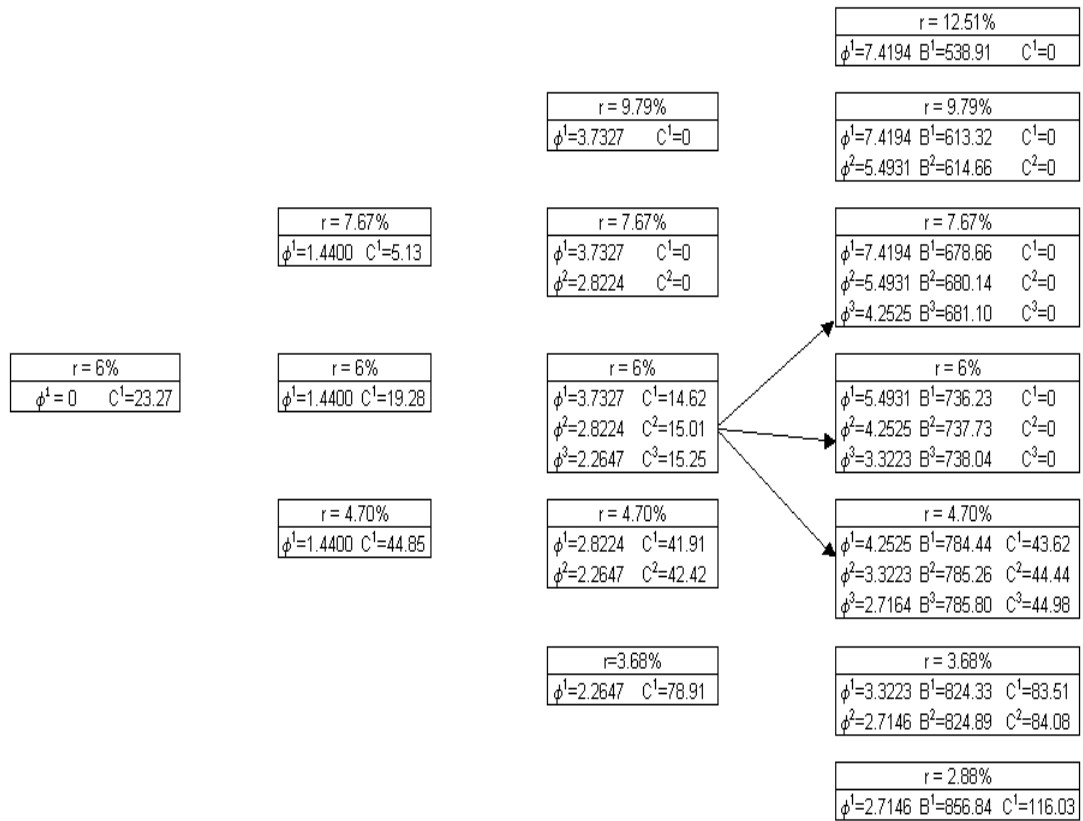 r = 6%
ϕ¹ = 0 C¹=23.27
r = 7.67%
ϕ¹=1.4400 C¹=5.13
r = 6%
ϕ¹=1.4400 C¹=19.28
r = 4.70%
ϕ¹=1.4400 C¹=44.85
r = 9.79%
ϕ¹=3.7327 C¹=0
r = 7.67%
ϕ¹=3.7327 C¹=0
ϕ²=2.8224 C²=0
r = 6%
ϕ¹=3.7327 C¹=14.62
ϕ²=2.8224 C²=15.01
ϕ³=2.2647 C³=15.25
r = 4.70%
ϕ¹=2.8224 C¹=41.91
ϕ²=2.2647 C²=42.42
r=3.68%
ϕ¹=2.2647 C¹=78.91
r = 12.51%
ϕ¹=7.4194 B¹=538.91 C¹=0
r = 9.79%
ϕ¹=7.4194 B¹=613.32 C¹=0
ϕ²=5.4931 B²=614.66 C²=0
r = 7.67%
ϕ¹=7.4194 B¹=678.66 C¹=0
ϕ²=5.4931 B²=680.14 C²=0
ϕ³=4.2525 B³=681.10 C³=0
r = 6%
ϕ¹=5.4931 B¹=736.23 C¹=0
ϕ²=4.2525 B²=737.73 C²=0
ϕ³=3.3223 B³=738.04 C³=0
r = 4.70%
ϕ¹=4.2525 B¹=784.44 C¹=43.62
ϕ²=3.3223 B²=785.26 C²=44.44
ϕ³=2.7164 B³=785.80 C³=44.98
r = 3.68%
ϕ¹=3.3223 B¹=824.33 C¹=83.51
ϕ²=2.7146 B²=824.89 C²=84.08
r = 2.88%
ϕ¹=2.7146 B¹=856.84 C¹=116.03